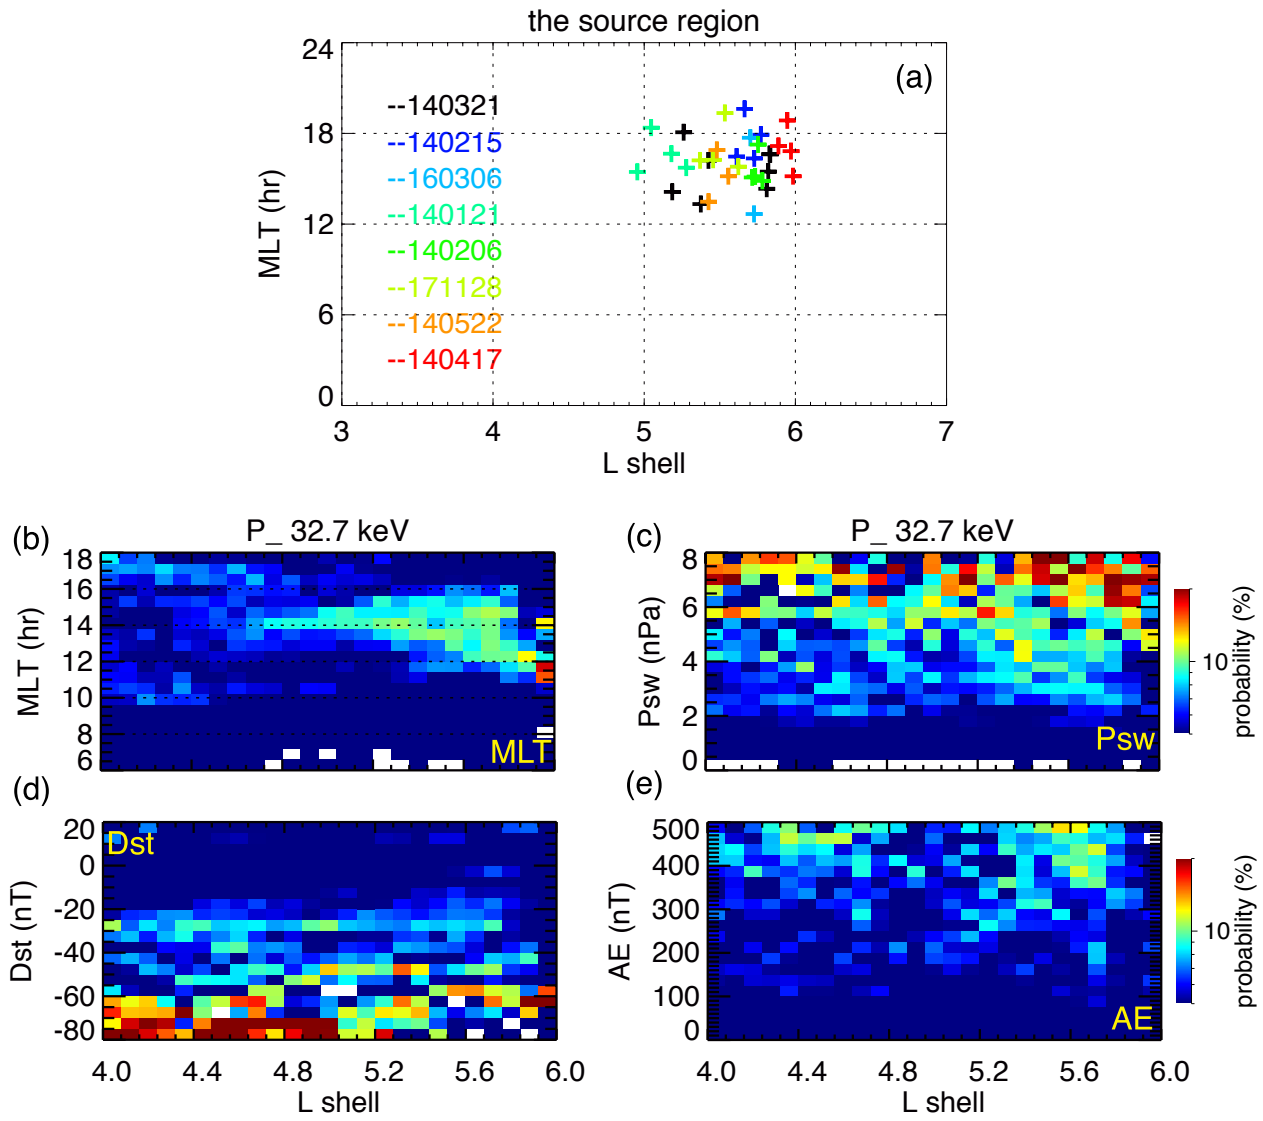 the source region
(a)
24
18
12
6
0
MLT (hr)
--140321
--140215
--160306
--140121
--140206
--171128
--140522
--140417
3 4 5 6 7
L shell
(b)
P_ 32.7 keV
18
16
14
12
10
8
6
MLT (hr)
MLT
(c)
P_ 32.7 keV
8
6
4
2
0
Psw (nPa)
Psw
10
probability (%)
(d)
20
0
-20
-40
-60
-80
Dst (nT)
Dst
4.0 4.4 4.8 5.2 5.6 6.0
L shell
(e)
500
400
300
200
100
0
AE (nT)
AE
4.0 4.4 4.8 5.2 5.6 6.0
L shell
10
probability (%)